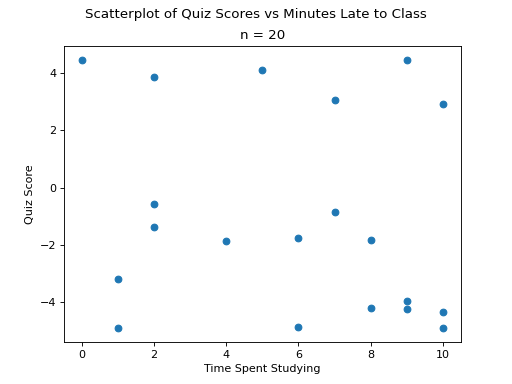 Scatterplot of Quiz Scores vs Minutes Late to Class
n = 20
4
2
0
−2
−4
Quiz Score
0 2 4 6 8 10
Time Spent Studying